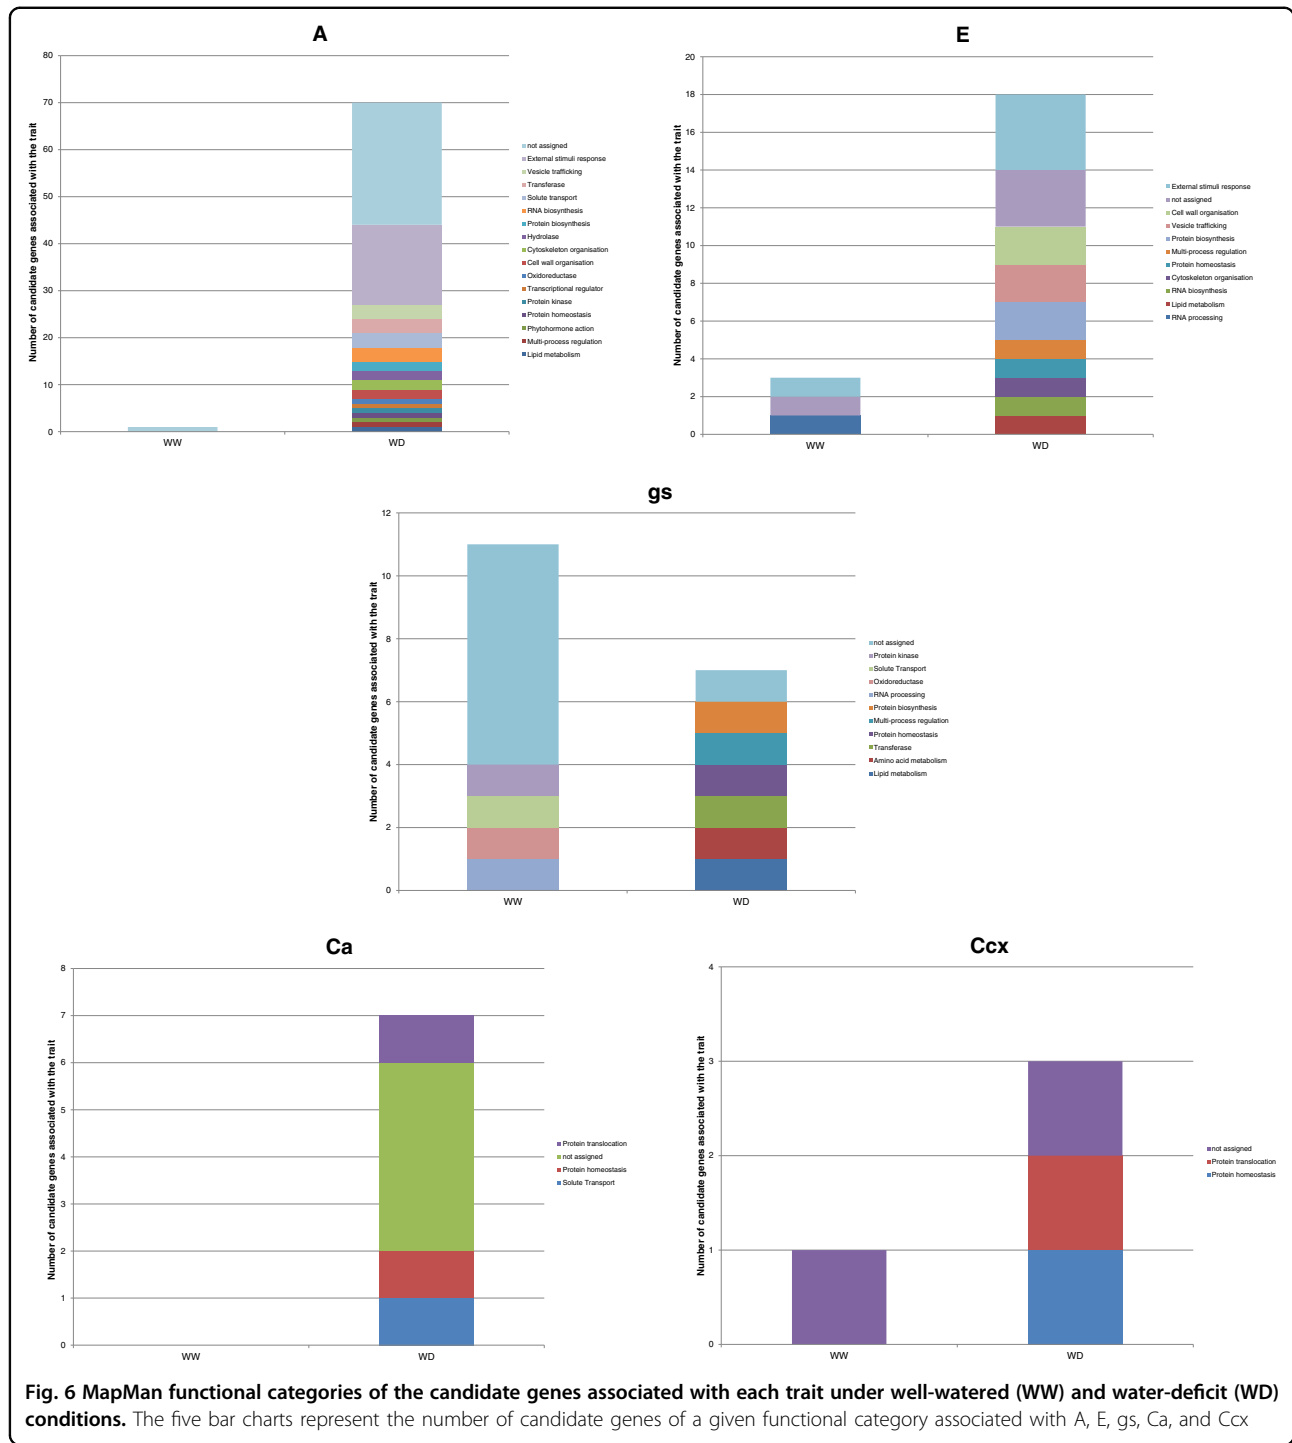 A
Number of candidate genes associated with the trait
80
70
60
50
40
30
20
10
0
WW
WD
not assigned
External stimuli response
Vesicle trafficking
Transferase
Solute transport
RNA biosynthesis
Protein biosynthesis
Hydrolase
Cytoskeleton organisation
Cell wall organisation
Oxidoreductase
Transcriptional regulator
Protein kinase
Protein homestasis
Phytohormone action
Multi-process regulation
Lipid metabolism
E
Number of candidate genes associated with the trait
20
18
16
14
12
10
8
6
4
2
0
WW
WD
External stimuli response
not assigned
Cell wall organisation
Vesicle trafficking
Protein biosynthesis
Multi-process regulation
Protein homeostasis
Cytoskeleton organisation
RNA biosynthesis
Lipid metabolism
RNA processing
gs
Number of candidate genes associated with the trait
12
10
8
6
4
2
0
WW
WD
not assigned
Protein kinase
Solute Transport
Oxidoreductase
RNA processing
Protein biosynthesis
Multi-process regulation
Protein homeostasis
Transferase
Amino acid metabolism
Lipid metabolism
Ca
Number of candidate genes associated with the trait
8
7
6
5
4
3
2
1
0
WW
WD
Protein translocation
not assigned
Protein homeostasis
Solute Transport
Ccx
Number of candidate genes associated with the trait
4
3
2
1
0
WW
WD
not assigned
Protein translocation
Protein homeostasis
Fig. 6 MapMan functional categories of the candidate genes associated with each trait under well-watered (WW) and water-deficit (WD)
conditions. The five bar charts represent the number of candidate genes of a given functional category associated with A, E, gs, Ca, and Ccx